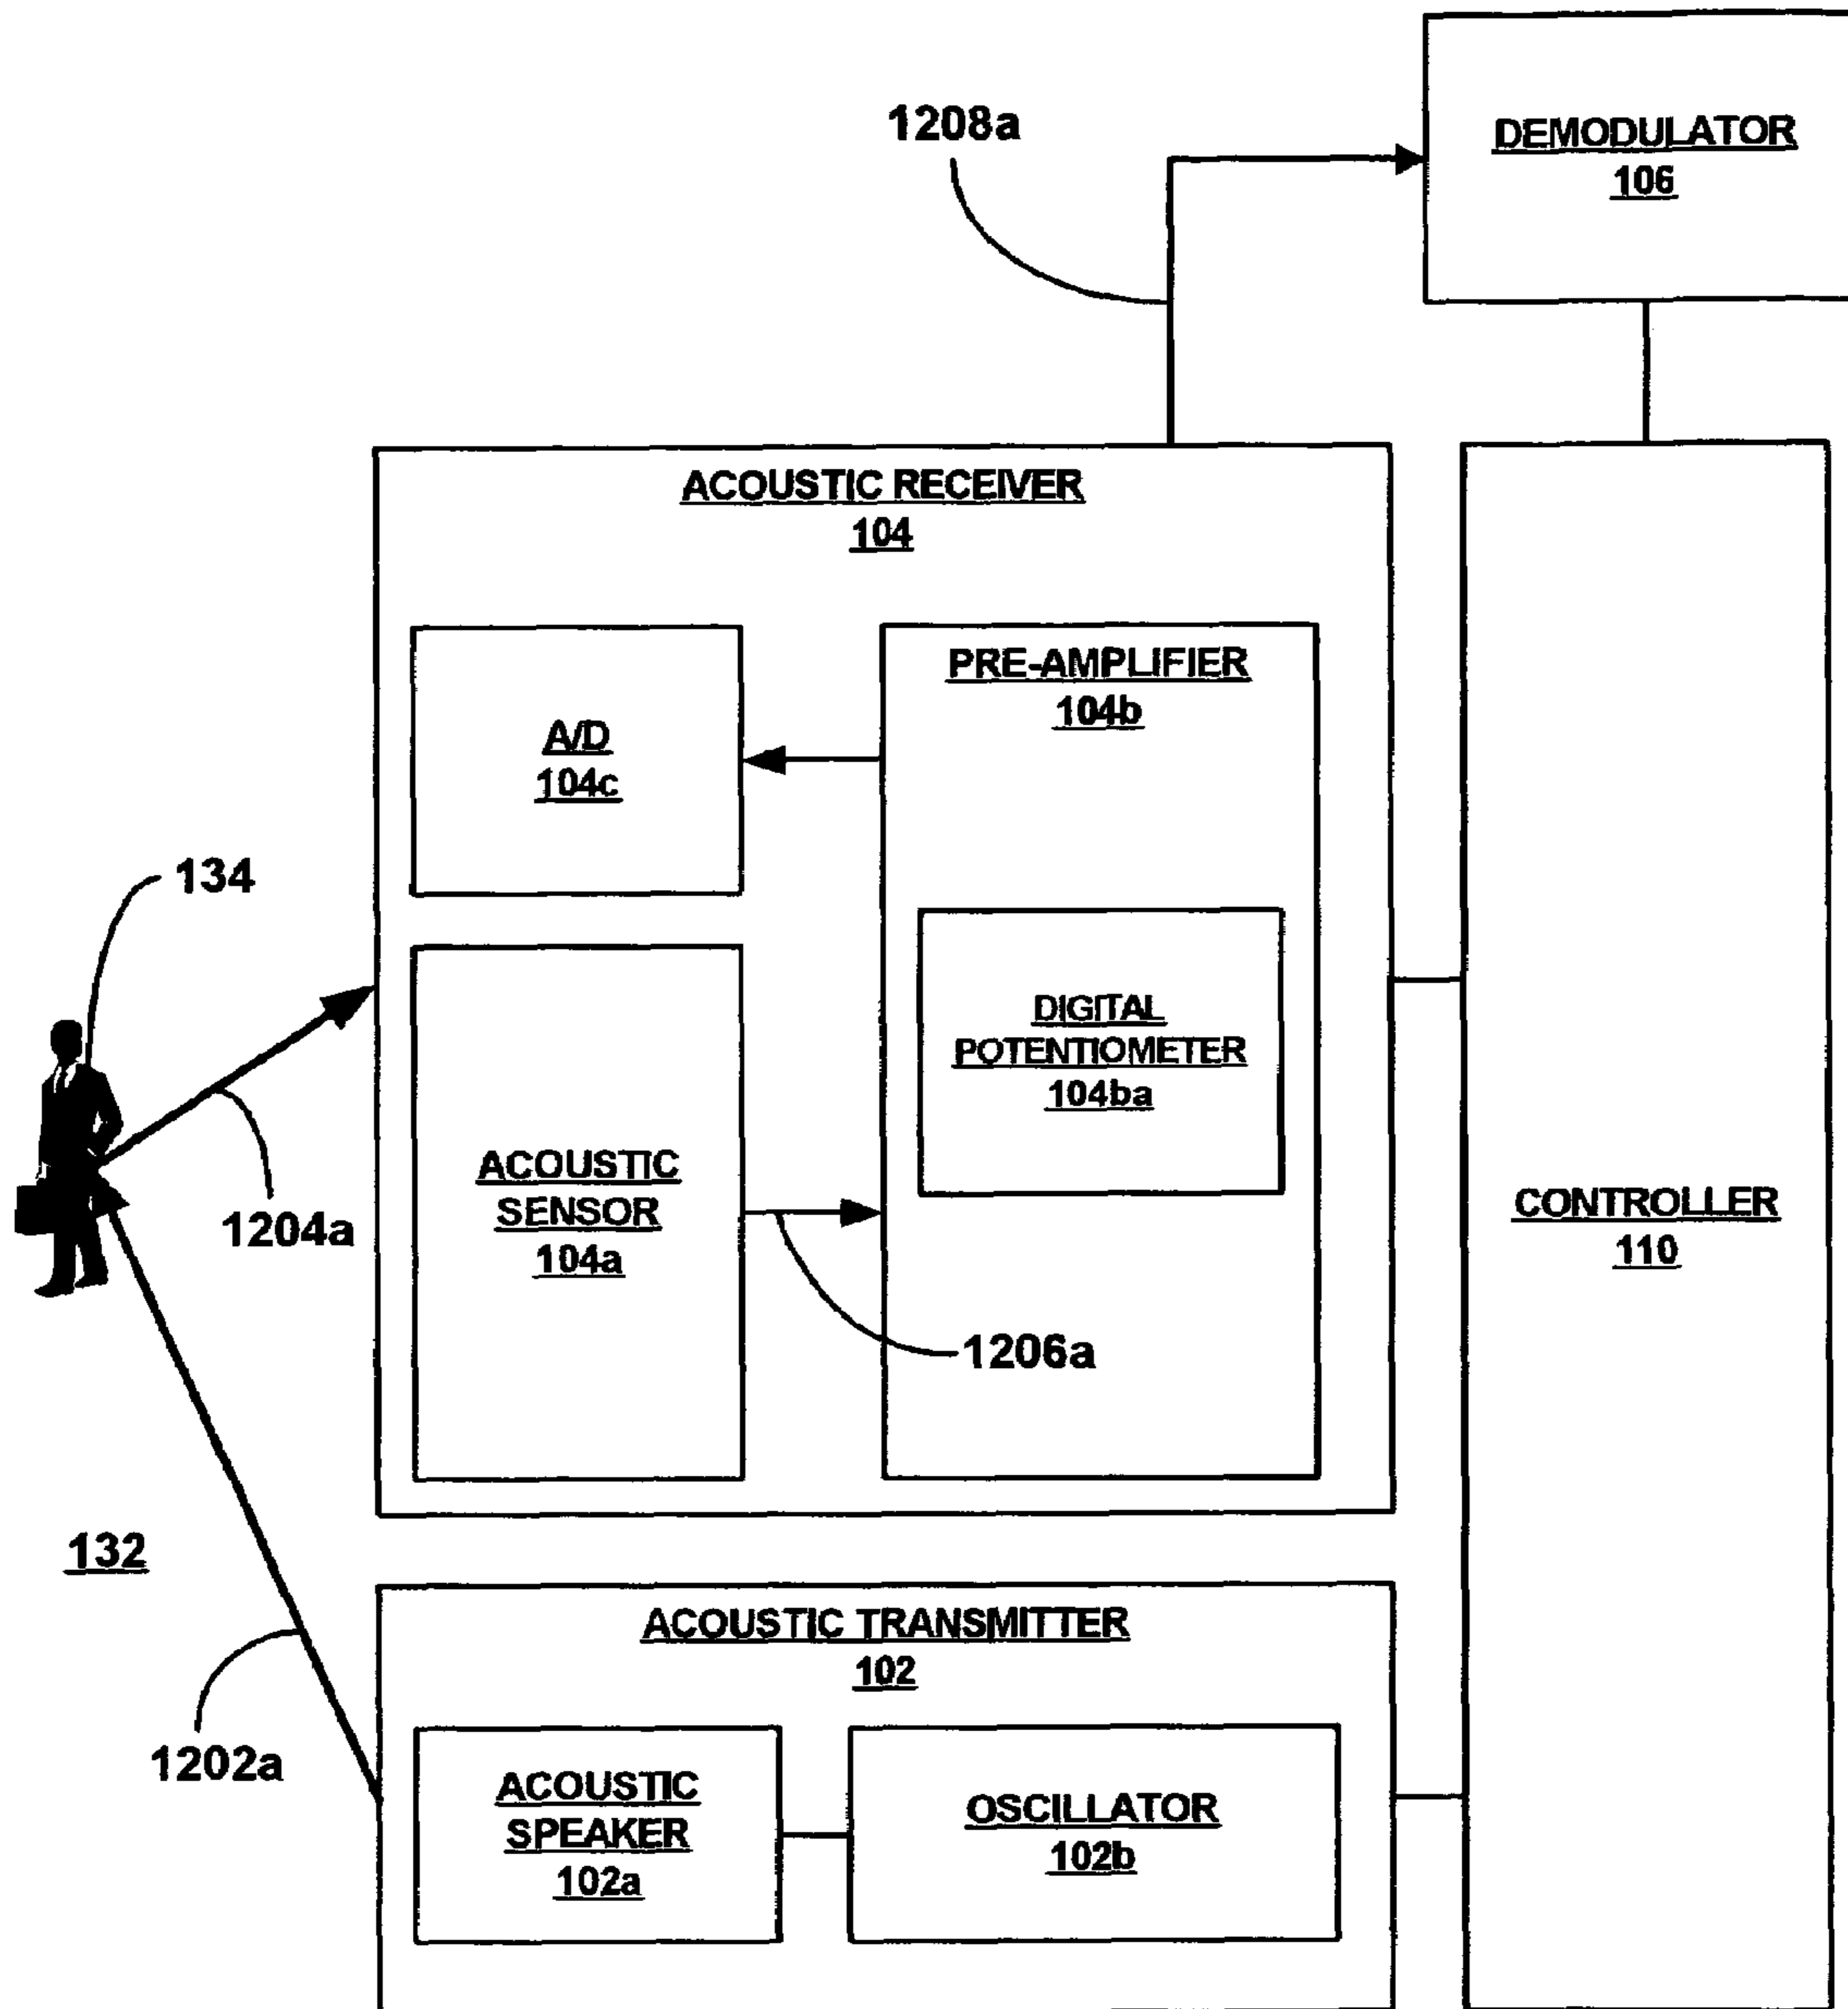 1208a
DEMODULATOR
106
ACOUSTIC RECEIVER
104
A/D
104c
PRE-AMPLIFIER
104b
134
DIGITAL
POTENTIOMETER
104ba
ACOUSTIC
SENSOR
104a
1204a
1206a
CONTROLLER
110
132
ACOUSTIC TRANSMITTER
102
1202a
ACOUSTIC
SPEAKER
102a
OSCILLATOR
102b